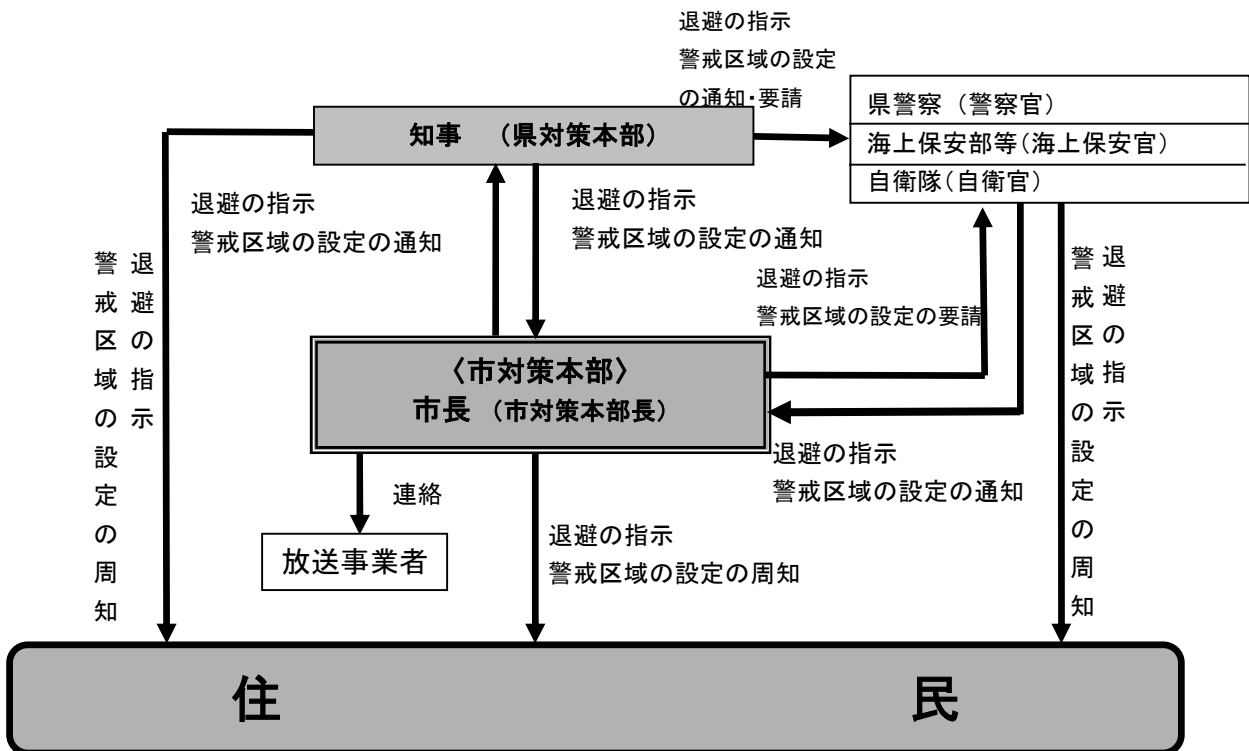 退避の指示
警戒区域の設定
の通知・要請
県警察（警察官）
知事　（県対策本部）
海上保安部等（海上保安官）
自衛隊（自衛官）
退避の指示
警戒区域の設定の通知
退避の指示
警戒区域の設定の通知
退避の指示
警戒区域の設定の周知
退避の指示
警戒区域の設定の要請
退避の指示
警戒区域の設定の周知
〈市対策本部〉
市長（市対策本部長）
退避の指示
警戒区域の設定の通知
連絡
放送事業者
退避の指示
警戒区域の設定の周知
住　民